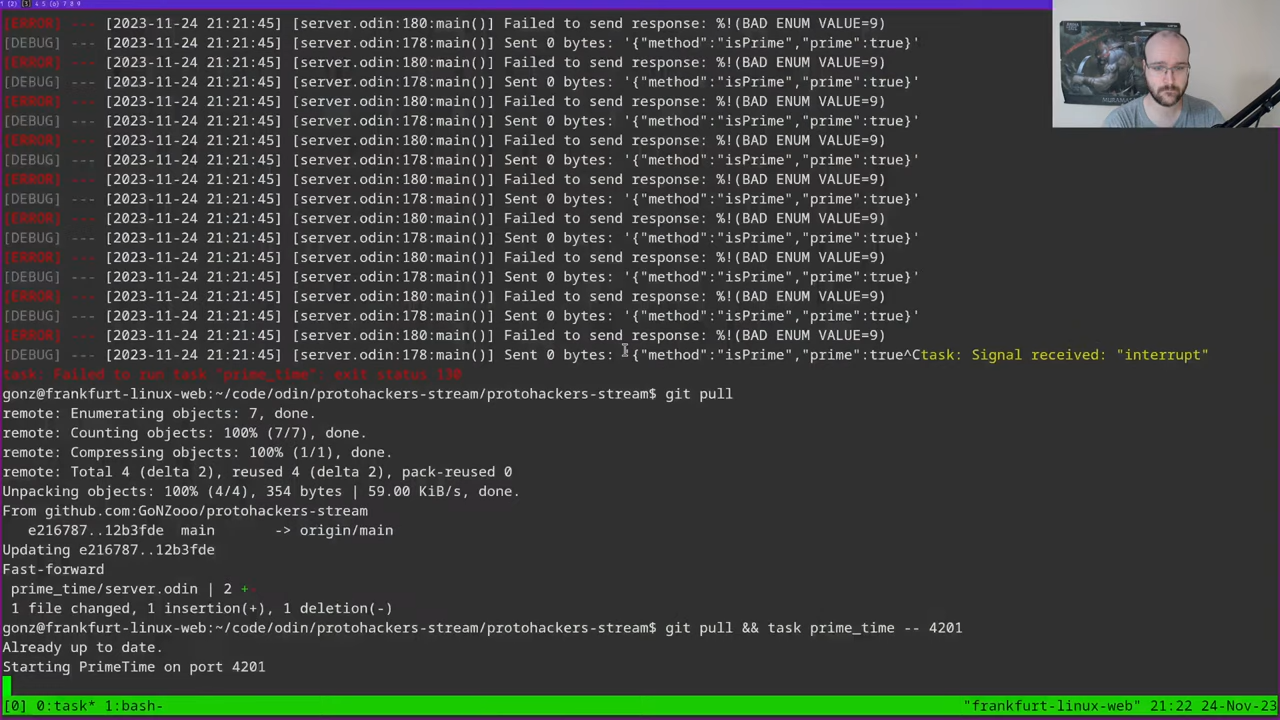 [ERROR] --- [2023-11-24 21:21:45] [server.odin:180:main()] Failed to send response: %!(BAD ENUM VALUE=9)
[DEBUG] --- [2023-11-24 21:21:45] [server.odin:178:main()] Sent 0 bytes: '{"method":"isPrime","prime":true}'
[ERROR] --- [2023-11-24 21:21:45] [server.odin:180:main()] Failed to send response: %!(BAD ENUM VALUE=9)
[DEBUG] --- [2023-11-24 21:21:45] [server.odin:178:main()] Sent 0 bytes: '{"method":"isPrime","prime":true}'
[ERROR] --- [2023-11-24 21:21:45] [server.odin:180:main()] Failed to send response: %!(BAD ENUM VALUE=9)
[DEBUG] --- [2023-11-24 21:21:45] [server.odin:178:main()] Sent 0 bytes: '{"method":"isPrime","prime":true}'
[ERROR] --- [2023-11-24 21:21:45] [server.odin:180:main()] Failed to send response: %!(BAD ENUM VALUE=9)
[DEBUG] --- [2023-11-24 21:21:45] [server.odin:178:main()] Sent 0 bytes: '{"method":"isPrime","prime":true}'
[ERROR] --- [2023-11-24 21:21:45] [server.odin:180:main()] Failed to send response: %!(BAD ENUM VALUE=9)
[DEBUG] --- [2023-11-24 21:21:45] [server.odin:178:main()] Sent 0 bytes: '{"method":"isPrime","prime":true}'
[ERROR] --- [2023-11-24 21:21:45] [server.odin:180:main()] Failed to send response: %!(BAD ENUM VALUE=9)
[DEBUG] --- [2023-11-24 21:21:45] [server.odin:178:main()] Sent 0 bytes: '{"method":"isPrime","prime":true}'
[ERROR] --- [2023-11-24 21:21:45] [server.odin:180:main()] Failed to send response: %!(BAD ENUM VALUE=9)
[DEBUG] --- [2023-11-24 21:21:45] [server.odin:178:main()] Sent 0 bytes: '{"method":"isPrime","prime":true}'
[ERROR] --- [2023-11-24 21:21:45] [server.odin:180:main()] Failed to send response: %!(BAD ENUM VALUE=9)
[DEBUG] --- [2023-11-24 21:21:45] [server.odin:178:main()] Sent 0 bytes: '{"method":"isPrime","prime":true}'
[ERROR] --- [2023-11-24 21:21:45] [server.odin:180:main()] Failed to send response: %!(BAD ENUM VALUE=9)
[DEBUG] --- [2023-11-24 21:21:45] [server.odin:178:main()] Sent 0 bytes: '{"method":"isPrime","prime":true^Ctask: Signal received: "interrupt"
task: Failed to run task "prime_time": exit status 130
gonz@frankfurt-linux-web:~/code/odin/protohackers-stream/protohackers-stream$ git pull
remote: Enumerating objects: 7, done.
remote: Counting objects: 100% (7/7), done.
remote: Compressing objects: 100% (1/1), done.
remote: Total 4 (delta 2), reused 4 (delta 2), pack-reused 0
Unpacking objects: 100% (4/4), 354 bytes | 59.00 KiB/s, done.
From github.com:GoNZooo/protohackers-stream
   e216787..12b3fde  main       -> origin/main
Updating e216787..12b3fde
Fast-forward
 prime_time/server.odin | 2 +-
 1 file changed, 1 insertion(+), 1 deletion(-)
gonz@frankfurt-linux-web:~/code/odin/protohackers-stream/protohackers-stream$ git pull && task prime_time -- 4201
Already up to date.
Starting PrimeTime on port 4201
[0] 0:task* 1:bash- "frankfurt-linux-web" 21:22 24-Nov-23